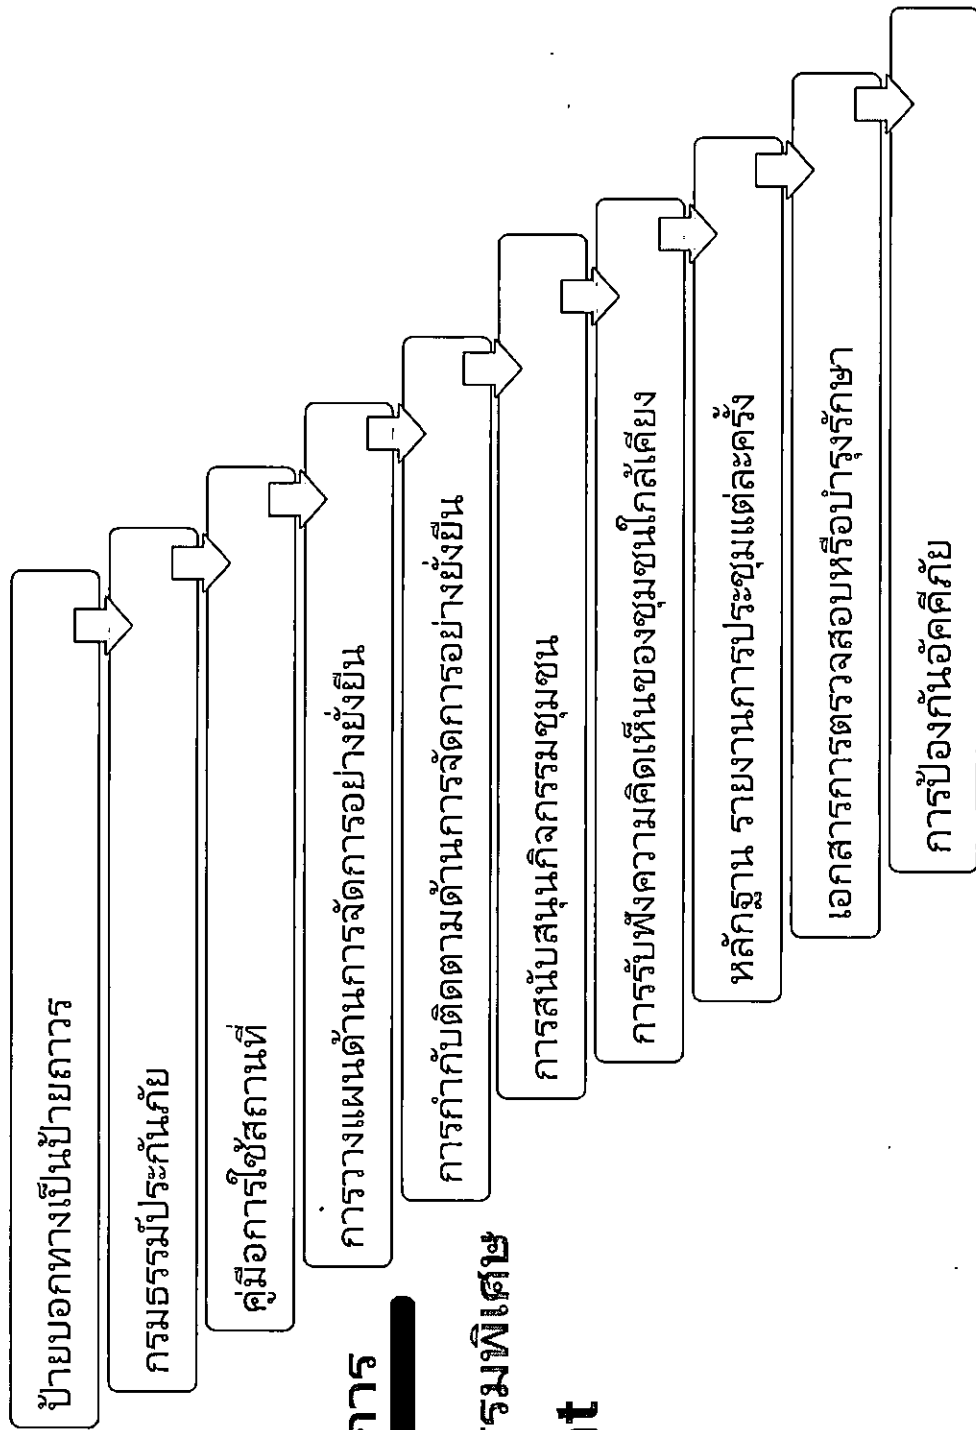 ป้ายบอกทางเป็นป้ายถาวร
กรมธรรม์ประกันภัย
คู่มือการใช้สถานที่
การวางแผนด้านการจัดการอย่างยั่งยืน
การกำกับติดตามด้านการจัดการอย่างยั่งยืน
การสนับสนุนกิจกรรมชุมชน
การรับฟังความคิดเห็นของชุมชนใกล้เคียง
หลักฐาน รายงานการประชุมแต่ละครั้ง
เอกสารการตรวจสอบหรือบำรุงรักษา
การป้องกันอัคคีภัย